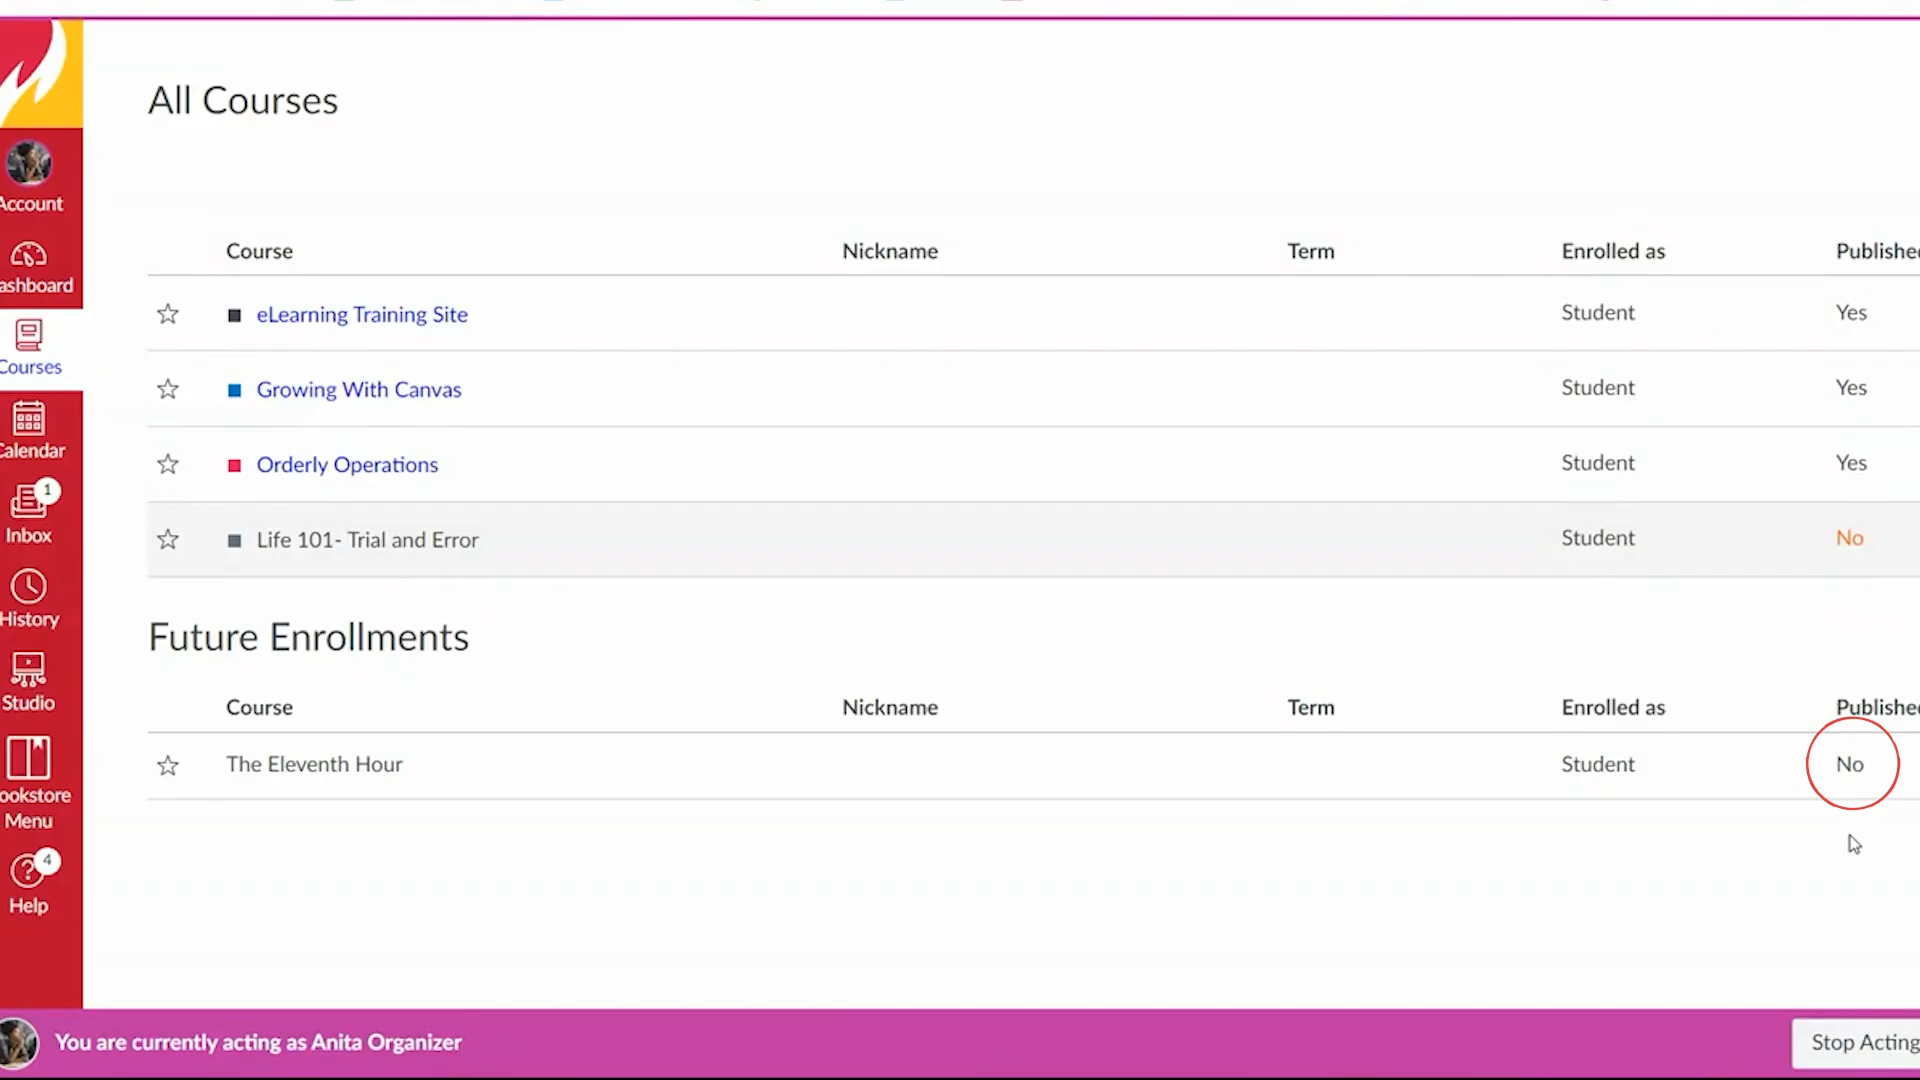 All Courses
Account
ashboard
Courses
Calendar
1
Inbox
History
Studio
ookstore
Menu
4
Help
Course Nickname Term Enrolled as Publishe
eLearning Training Site Student Yes
Growing With Canvas Student Yes
Orderly Operations Student Yes
Life 101- Trial and Error Student No
Future Enrollments
Course Nickname Term Enrolled as Publishe
The Eleventh Hour Student No
You are currently acting as Anita Organizer
Stop Acting